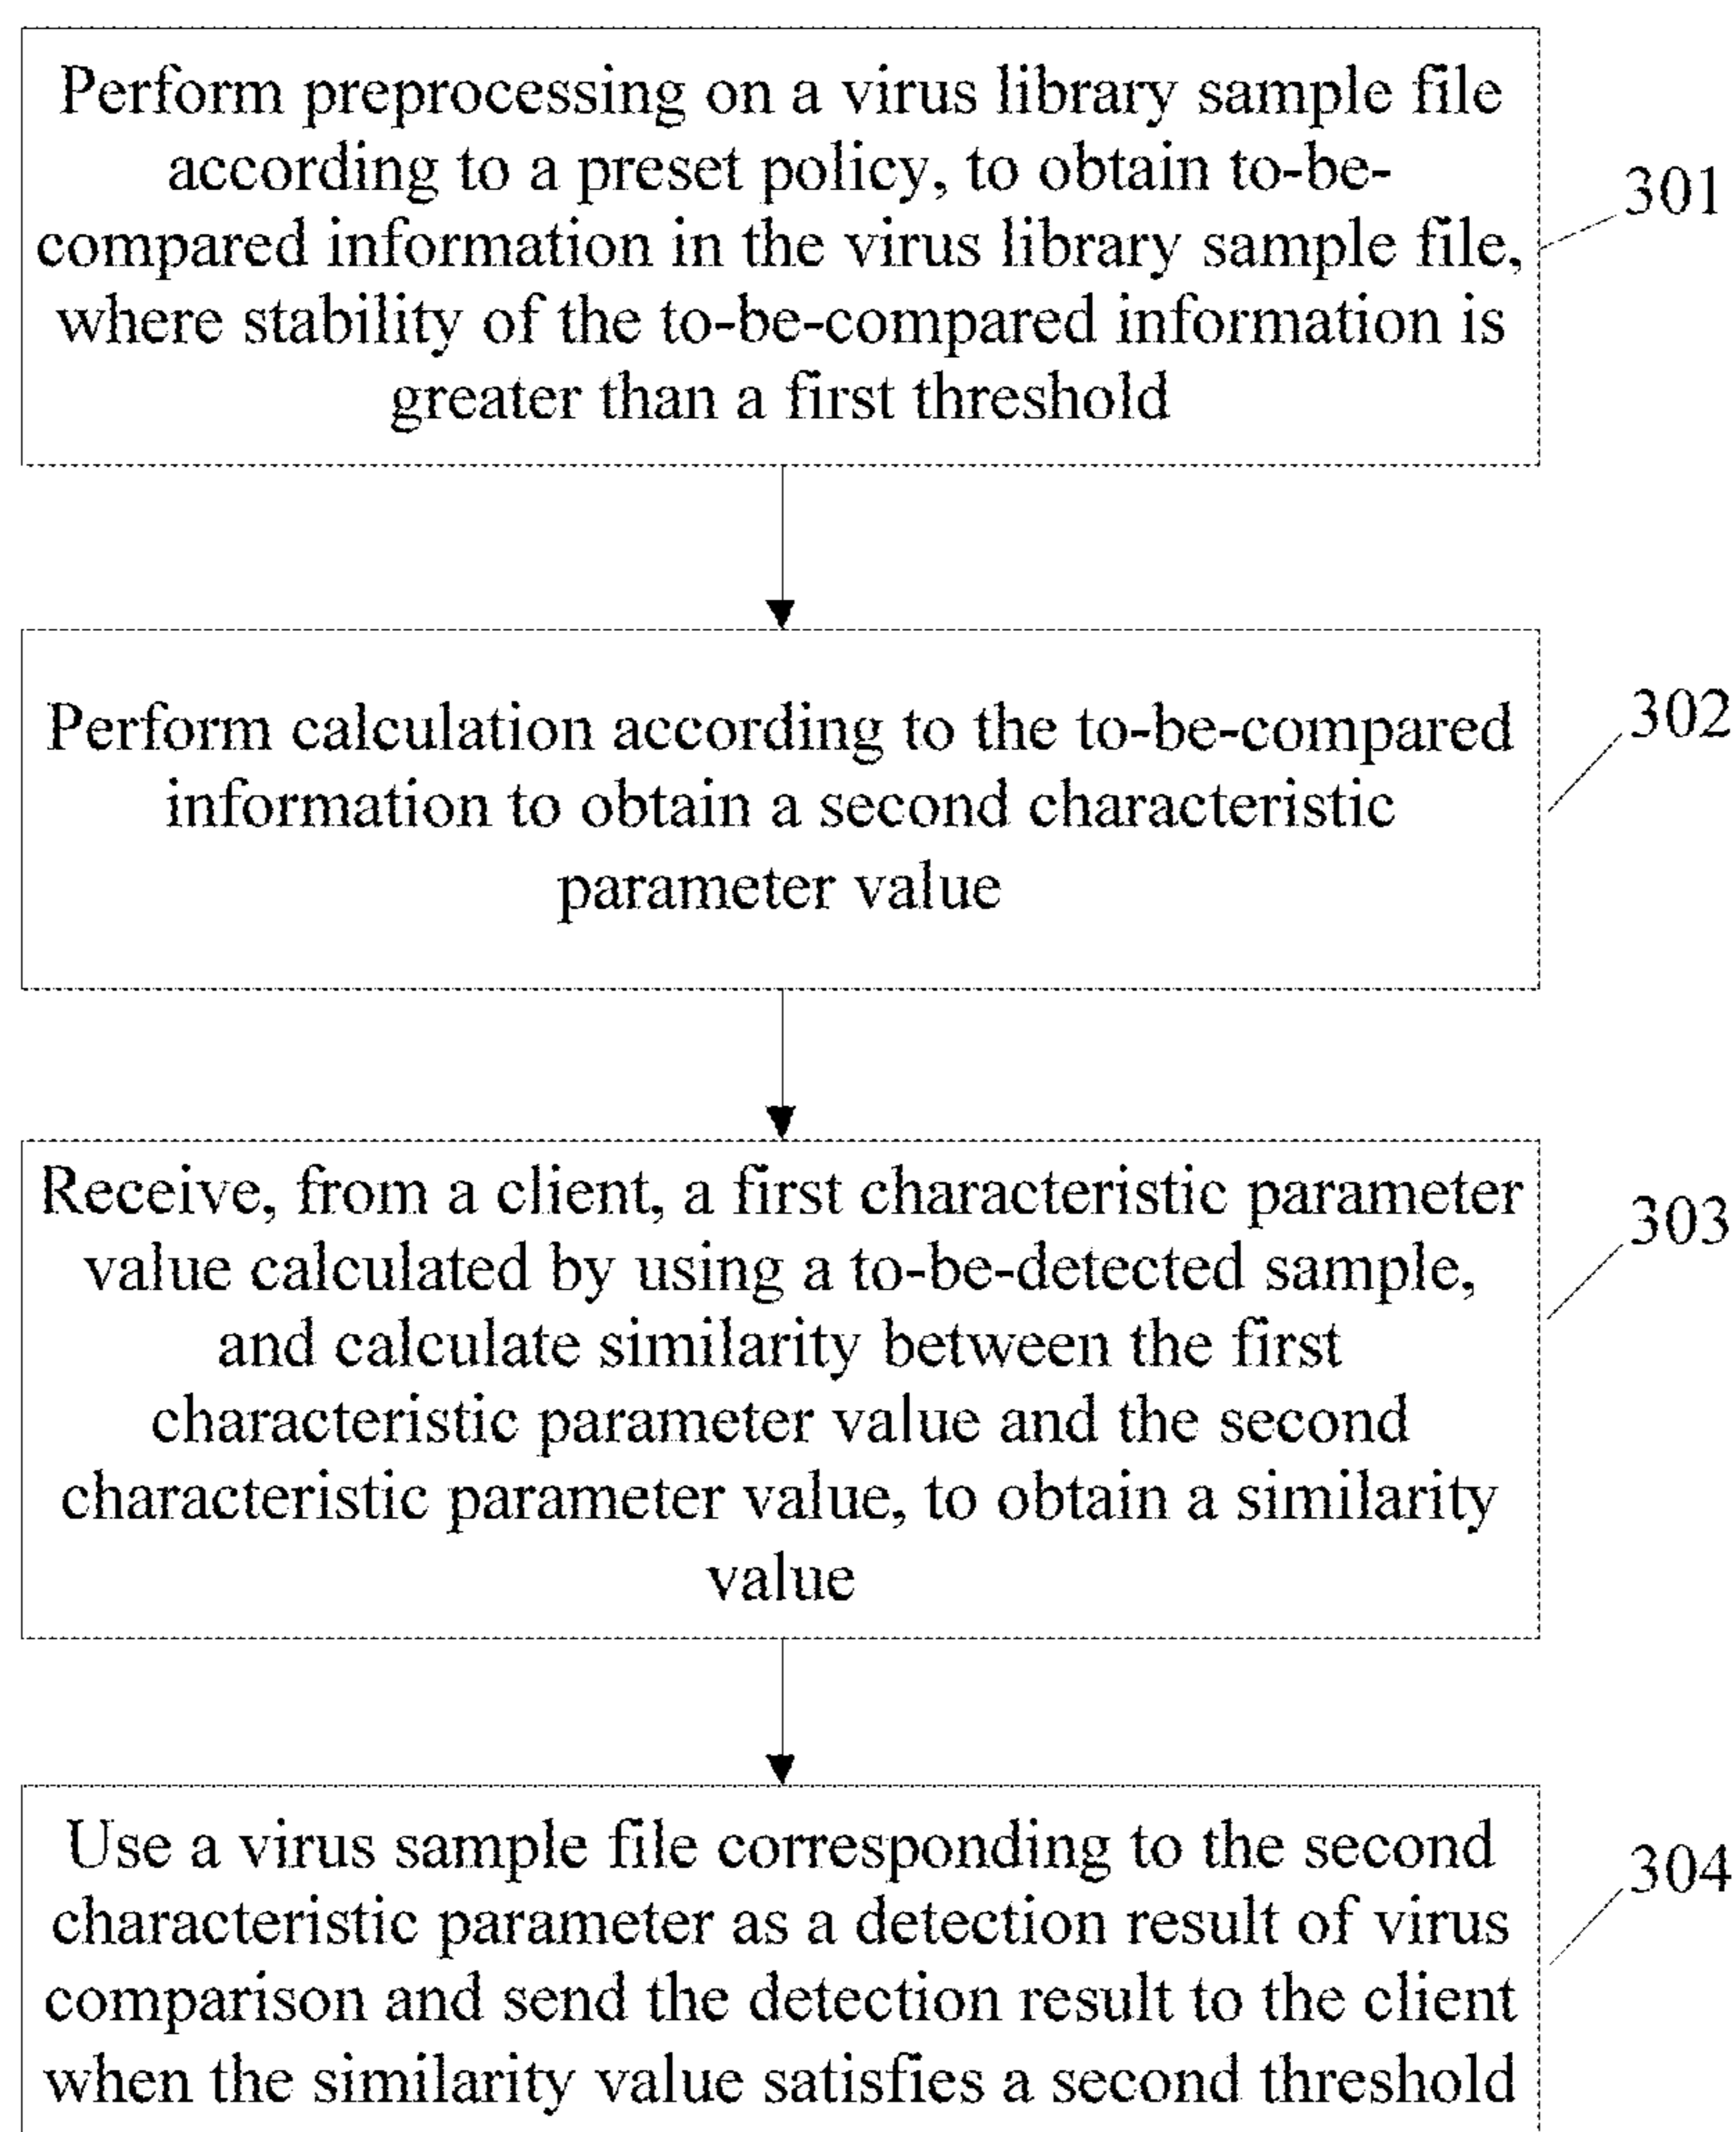 Perform preprocessing on a virus library sample file
according to a preset policy, to obtain to-be-
compared information in the virus library sample file,
where stability of the to-be-compared information is
greater than a first threshold
301
Perform calculation according to the to-be-compared
information to obtain a second characteristic
parameter value
302
Receive, from a client, a first characteristic parameter
value calculated by using a to-be-detected sample,
and calculate similarity between the first
characteristic parameter value and the second
characteristic parameter value, to obtain a similarity
value
303
Use a virus sample file corresponding to the second
characteristic parameter as a detection result of virus
comparison and send the detection result to the client
when the similarity value satisfies a second threshold
304